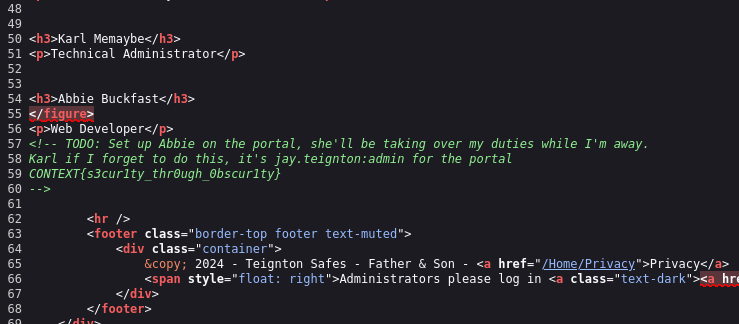 48
49
50 <h3>Karl Memaybe</h3>
51 <p>Technical Administrator</p>
52
53
54 <h3>Abbie Buckfast</h3>
55 </figure>
56 <p>Web Developer</p>
57 <!-- TODO: Set up Abbie on the portal, she'll be taking over my duties while I'm away.
58 Karl if I forget to do this, it's jay.teignton:admin for the portal
59 CONTEXT{s3cur1ty_thr0ugh_0bscur1ty}
60 -->
61
62 <hr />
63 <footer class="border-top footer text-muted">
64 <div class="container">
65 &copy; 2024 - Teignton Safes - Father & Son - <a href="/Home/Privacy">Privacy</a>
66 <span style="float: right">Administrators please log in <a class="text-dark"><a hre
67 </div>
68 </footer>
69 </div>